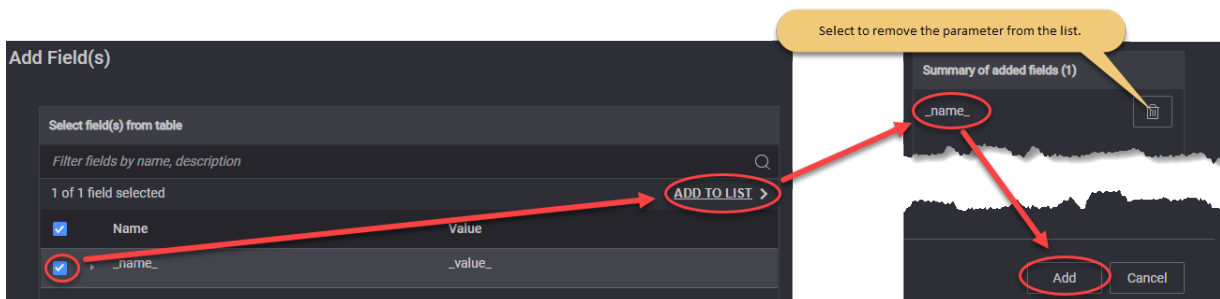 Select to remove the parameter from the list.
Add Field(s)
Summary of added fields (1)
_name_
Select field(s) from table
Filter fields by name, description
1 of 1 field selected
ADD TO LIST >
Name Value
_name_ _value_
Add Cancel